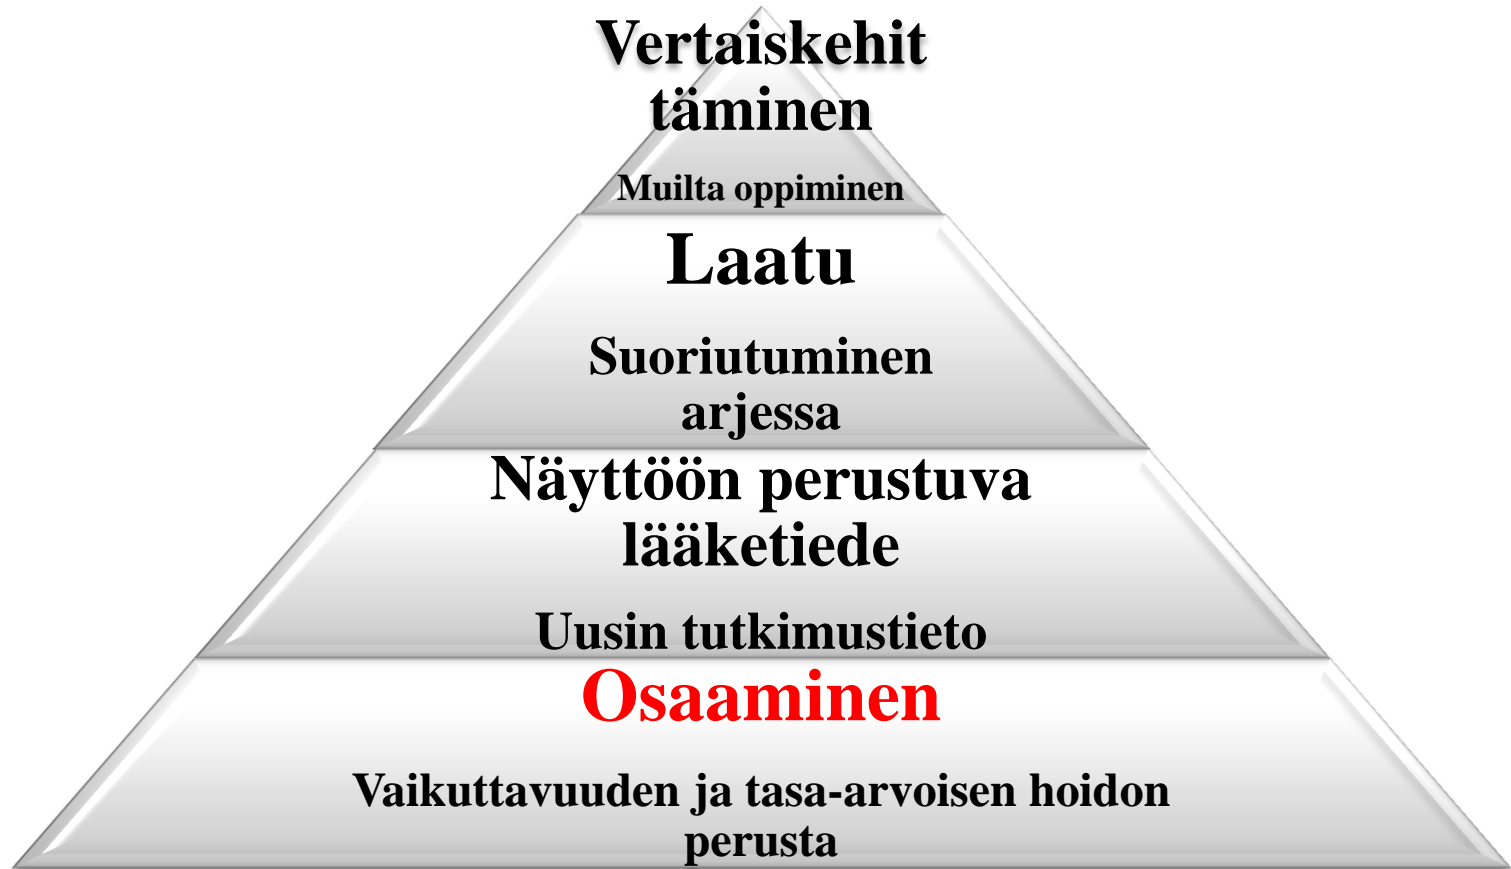 Vertaiskehit
täminen
Muilta oppiminen
Laatu
Suoriutuminen
arjessa
Näyttöön perustuva
lääketiede
Uusin tutkimustieto
Osaaminen
Vaikuttavuuden ja tasa-arvoisen hoidon
perusta